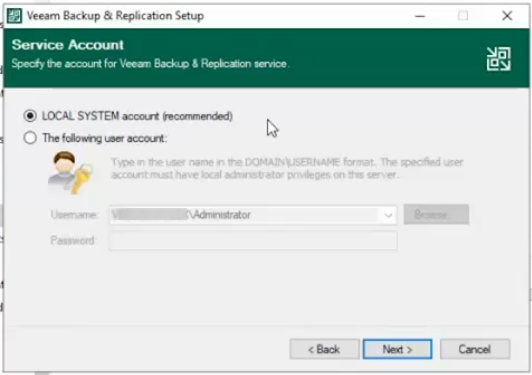 Veeam Backup & Replication Setup
Service Account
Specify the account for Veeam Backup & Replication service.
LOCAL SYSTEM account (recommended)
The following user account:
Type in the user name in the DOMAIN\USERNAME format. The specified user
account must have local administrator privileges on this server.
Username: \Administrator Browse...
Password:
< Back Next > Cancel